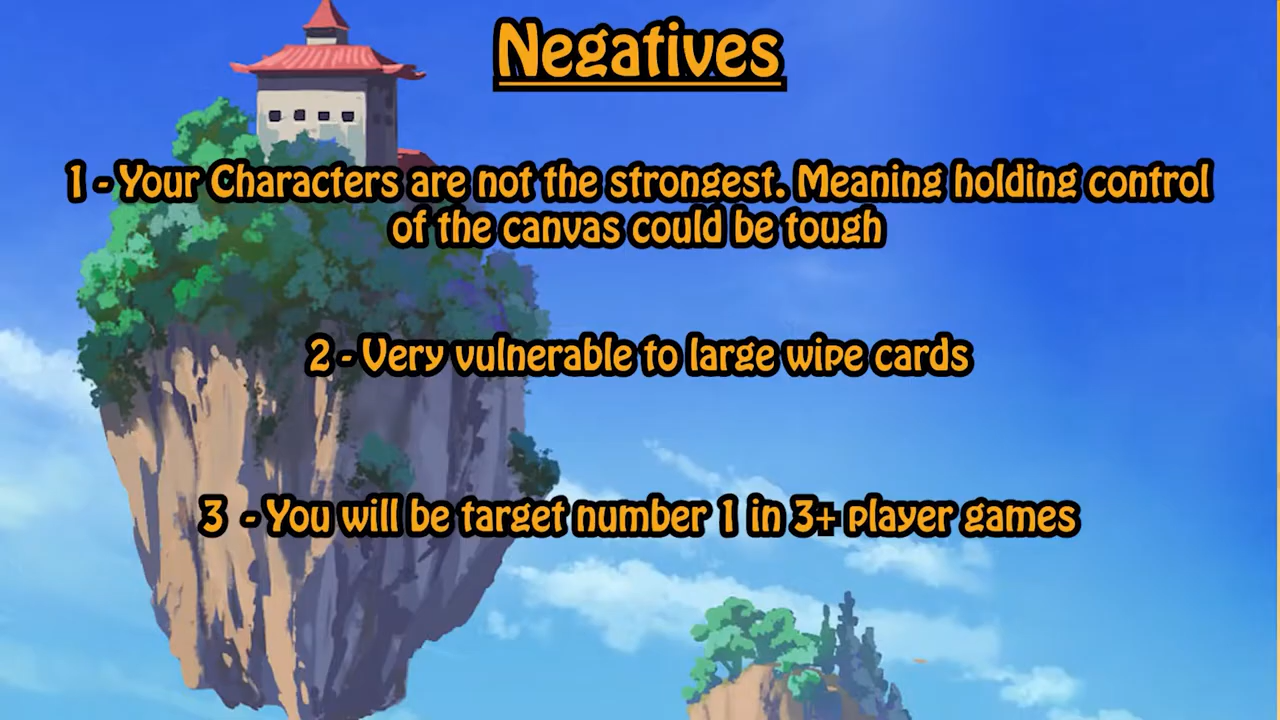 Negatives
1 - Your Characters are not the strongest. Meaning holding control
of the canvas could be tough
2 - Very vulnerable to large wipe cards
3 - You will be target number 1 in 3+ player games